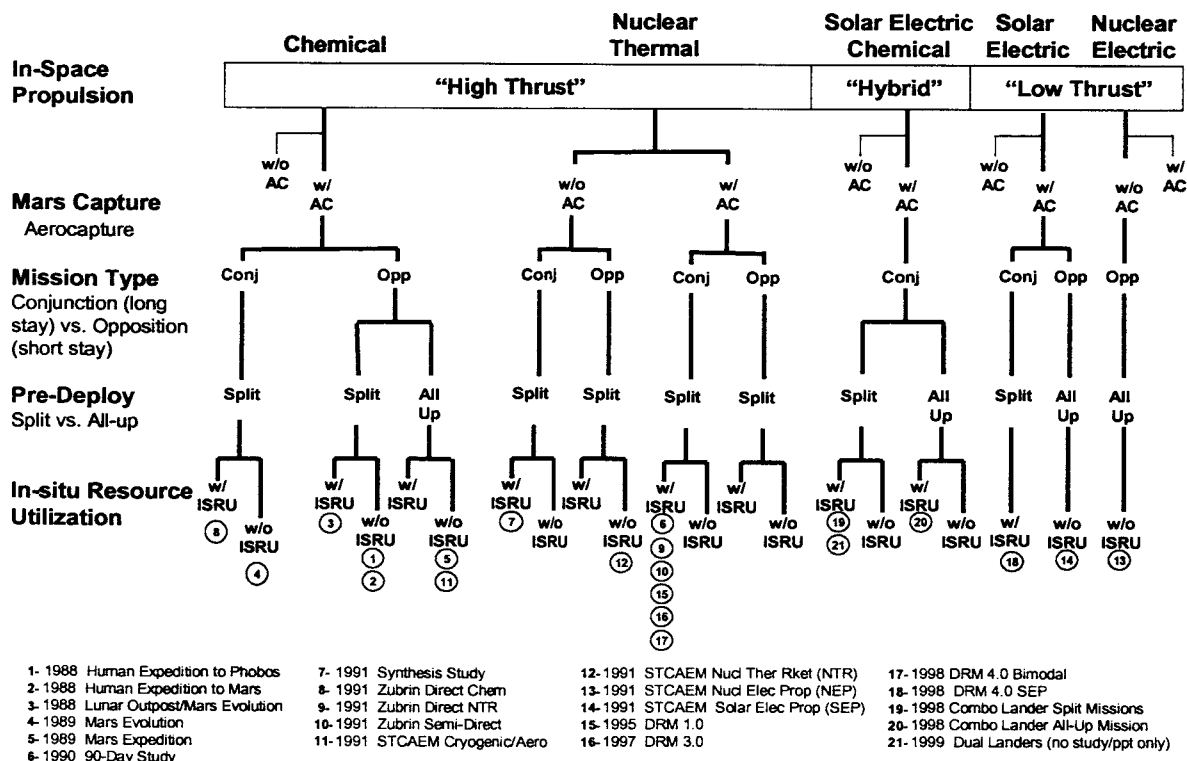 Chemical
Nuclear
Thermal
Solar Electric
Chemical
Solar
Electric
Nuclear
Electric
In-Space
Propulsion
"High Thrust"
"Hybrid"
"Low Thrust"
w/o
AC
w/
AC
w/o
AC
w/
AC
w/o
AC
w/
AC
w/o
AC
w/
AC
w/o
AC
w/
AC
Mars Capture
Aerocapture
Mission Type
Conjunction (long
stay) vs. Opposition
(short stay)
Conj
Opp
Conj
Opp
Conj
Opp
Conj
Conj
Opp
Opp
Pre-Deploy
Split vs. All-up
Split
Split
All
Up
Split
Split
Split
Split
Split
All
Up
Split
All
Up
All
Up
In-situ Resource
Utilization
w/
ISRU
8
w/o
ISRU
4
w/
ISRU
3
w/o
ISRU
1
2
w/
ISRU
w/o
ISRU
5
11
w/
ISRU
7
w/o
ISRU
w/
ISRU
w/o
ISRU
12
w/
ISRU
6
9
10
15
16
17
w/o
ISRU
w/
ISRU
w/o
ISRU
w/
ISRU
19
21
w/o
ISRU
w/
ISRU
20
w/o
ISRU
w/
ISRU
18
w/o
ISRU
14
w/o
ISRU
13
1- 1988 Human Expedition to Phobos
2- 1988 Human Expedition to Mars
3- 1988 Lunar Outpost/Mars Evolution
4- 1989 Mars Evolution
5- 1989 Mars Expedition
6- 1990 90-Day Study
7- 1991 Synthesis Study
8- 1991 Zubrin Direct Chem
9- 1991 Zubrin Direct NTR
10- 1991 Zubrin Semi-Direct
11- 1991 STCAEM Cryogenic/Aero
12- 1991 STCAEM Nucl Ther Rket (NTR)
13- 1991 STCAEM Nucl Elec Prop (NEP)
14- 1991 STCAEM Solar Elec Prop (SEP)
15- 1995 DRM 1.0
16- 1997 DRM 3.0
17- 1998 DRM 4.0 Bimodal
18- 1998 DRM 4.0 SEP
19- 1998 Combo Lander Split Missions
20- 1998 Combo Lander All-Up Mission
21- 1999 Dual Landers (no study/ppt only)